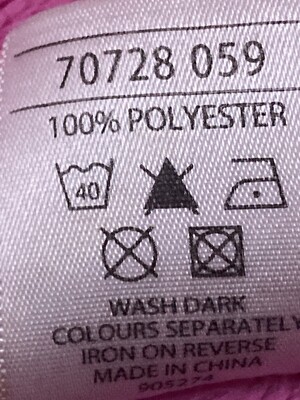 70728 059
100% POLYESTER
40
WASH DARK
COLOURS SEPARATELY
IRON ON REVERSE
MADE IN CHINA
905274